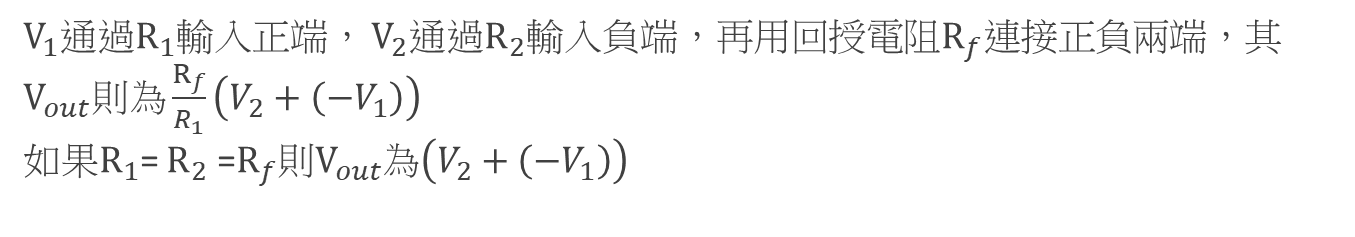 V₁通過R₁輸入正端， V₂通過R₂輸入負端，再用回授電阻R_f連接正負兩端，其
V_out則為R_f/R₁(V₂ + (−V₁))
如果R₁= R₂ =R_f則V_out為(V₂ + (−V₁))